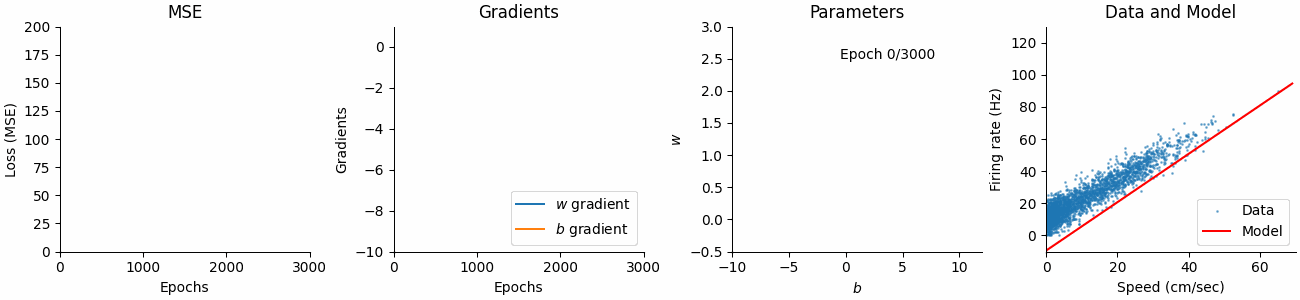 MSE
Loss (MSE)
200
175
150
125
100
75
50
25
0
0 1000 2000 3000
Epochs
Gradients
Gradients
0
−2
−4
−6
−8
−10
w gradient
b gradient
0 1000 2000 3000
Epochs
Parameters
w
3.0
2.5
2.0
1.5
1.0
0.5
0.0
−0.5
Epoch 0/3000
−10 −5 0 5 10
b
Data and Model
Firing rate (Hz)
120
100
80
60
40
20
0
Data
Model
0 20 40 60
Speed (cm/sec)